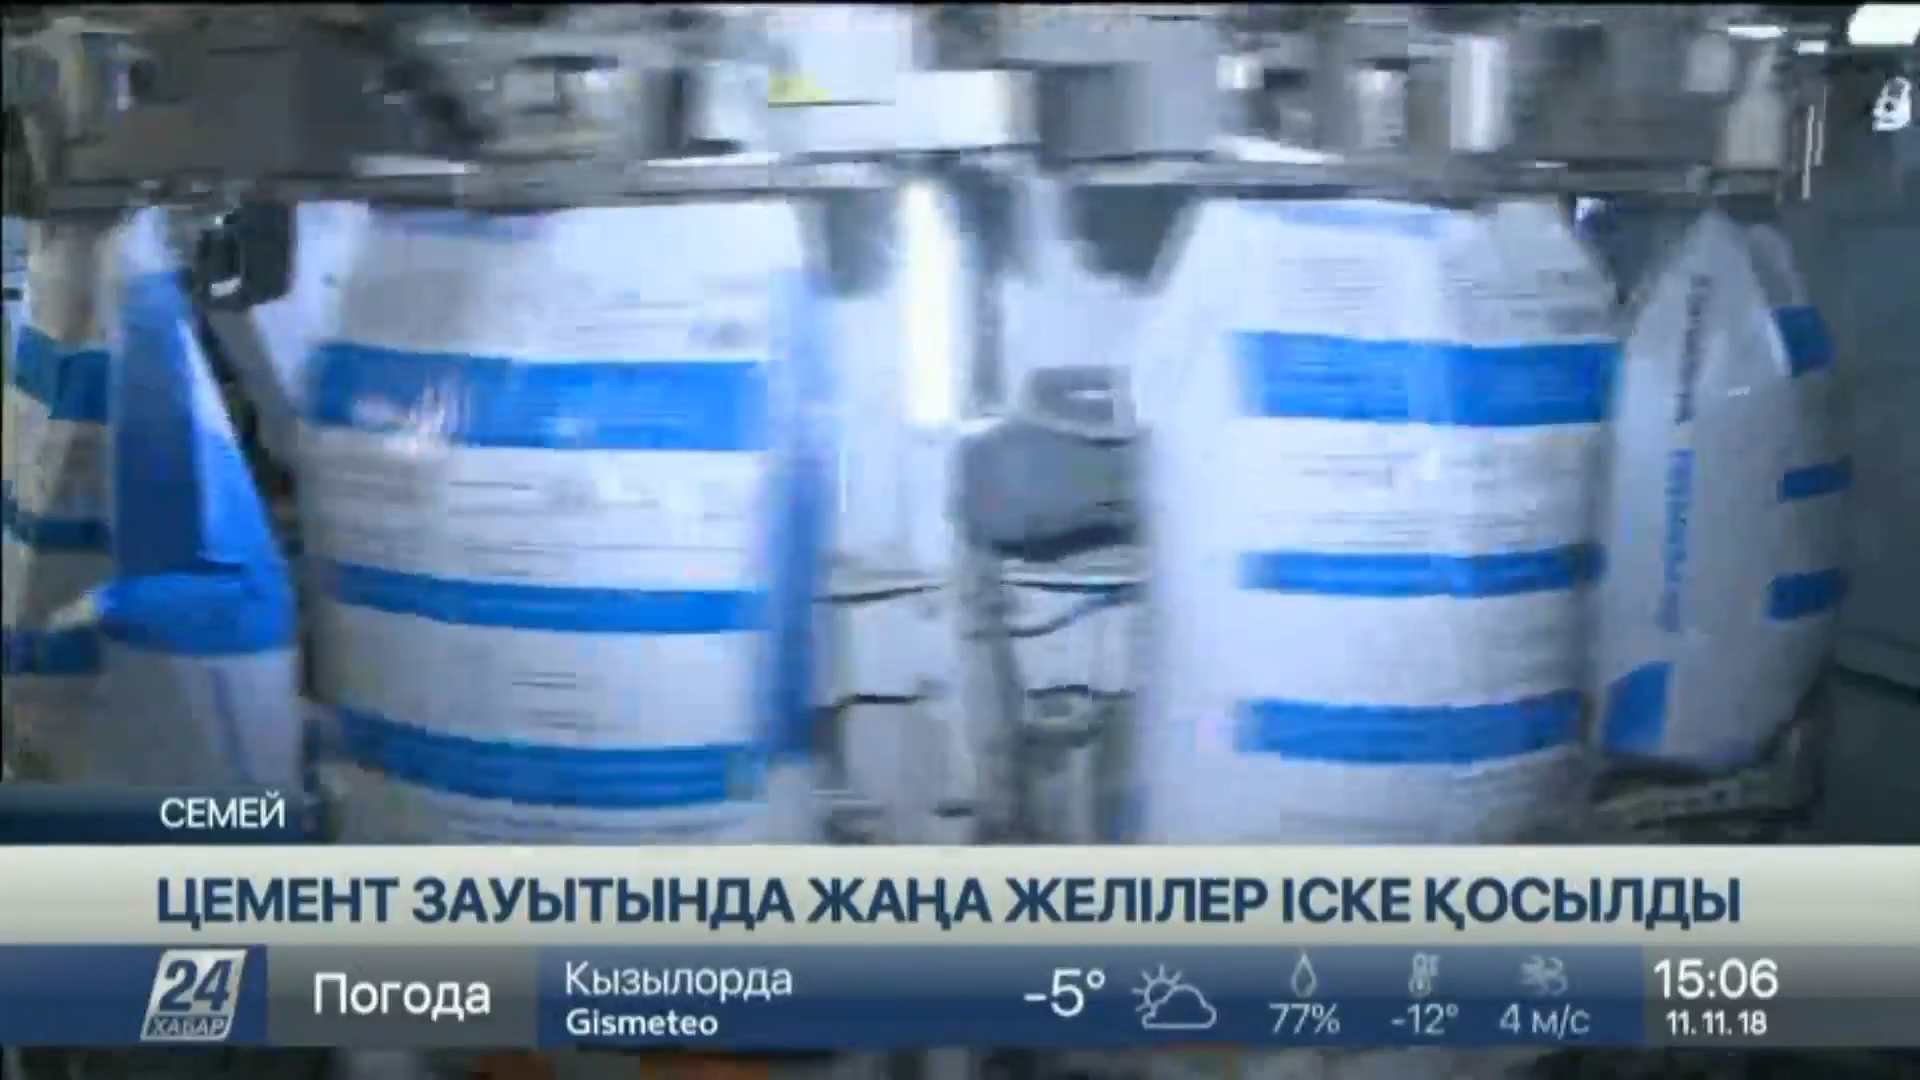 СЕМЕЙ
ЦЕМЕНТ ЗАУЫТЫНДА ЖАҢА ЖЕЛІЛЕР ІСКЕ ҚОСЫЛДЫ
24
ХАБАР
Погода
Кызылорда
Gismeteo
-5°
77%
-12°
4 м/с
15:06
11.11.18